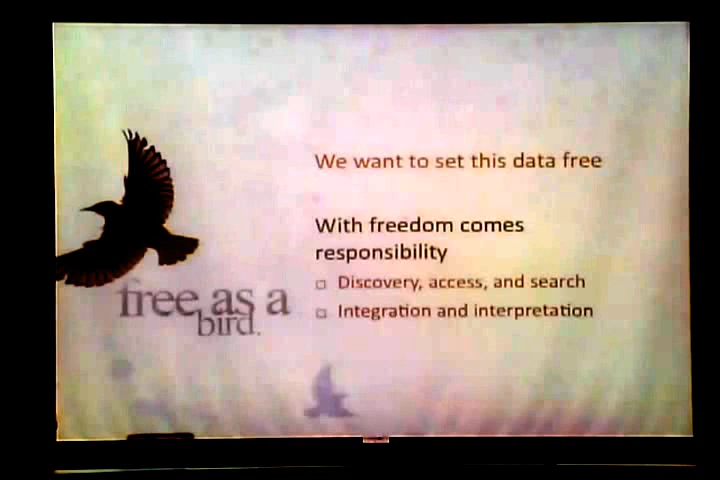 We want to set this data free
With freedom comes
responsibility
Discovery, access, and search
Integration and interpretation
free as a
bird.